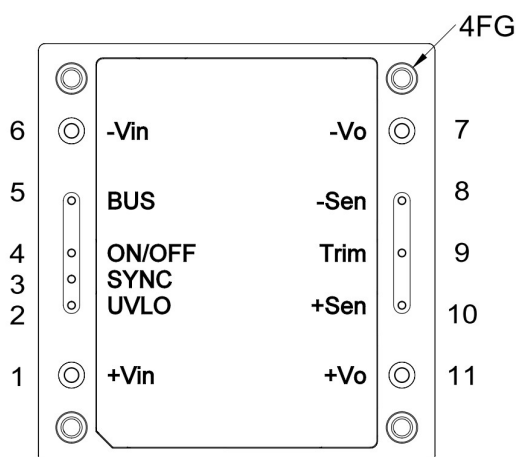 4FG
6 -Vin -Vo 7
5 BUS -Sen 8
4 ON/OFF Trim 9
3 SYNC
2 UVLO +Sen 10
1 +Vin +Vo 11